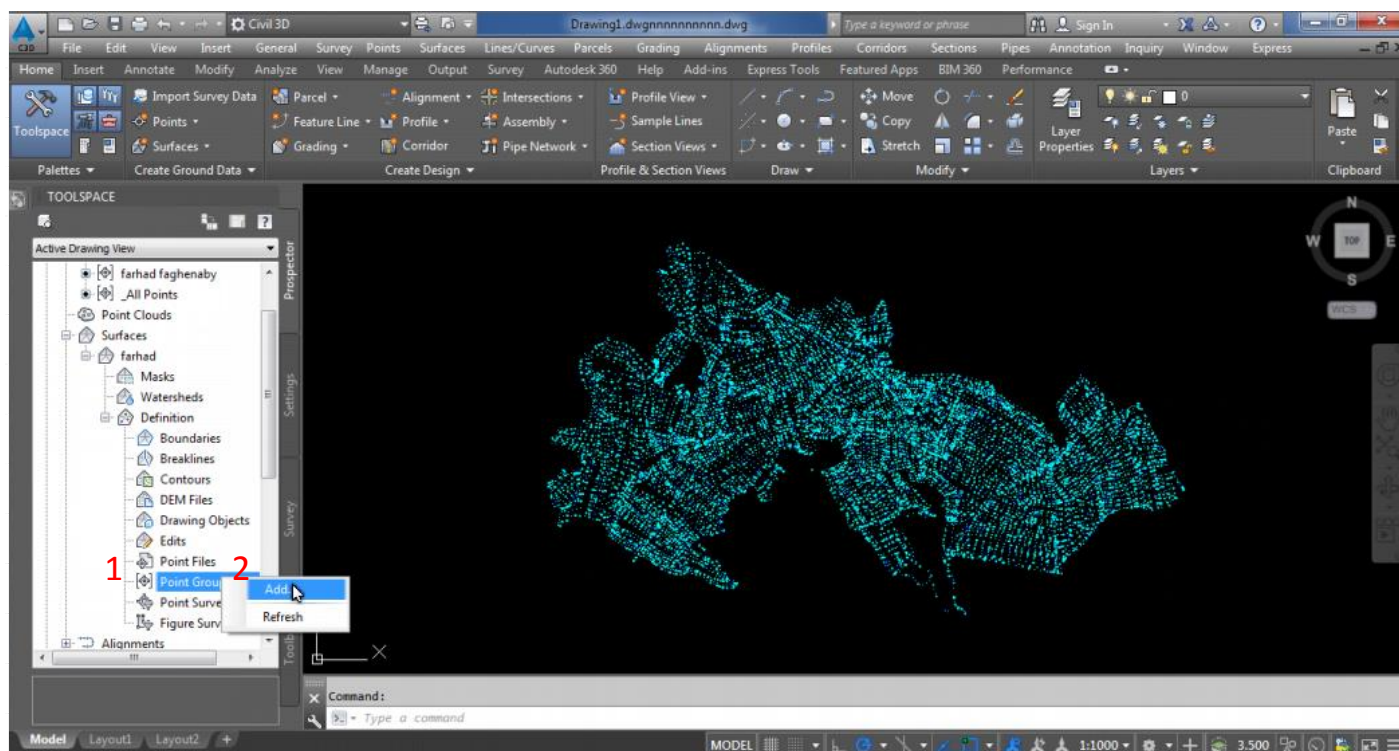 Civil 3D Drawing1.dwgnnnnnnnnnn.dwg Type a keyword or phrase Sign In
C3D File Edit View Insert General Survey Points Surfaces Lines/Curves Parcels Grading Alignments Profiles Corridors Sections Pipes Annotation Inquiry Window Express
Home Insert Annotate Modify Analyze View Manage Output Survey Autodesk 360 Help Add-ins Express Tools Featured Apps BIM 360 Performance
Import Survey Data Parcel Alignment Intersections Profile View Move 0
Toolspace Points Feature Line Profile Assembly Sample Lines Copy Layer Properties Paste
Surfaces Grading Corridor Pipe Network Section Views Stretch
Palettes Create Ground Data Create Design Profile & Section Views Draw Modify Layers Clipboard
TOOLSPACE
Active Drawing View
farhad faghenaby
_All Points
Point Clouds
Surfaces
farhad
Masks
Watersheds
Definition
Boundaries
Breaklines
Contours
DEM Files
Drawing Objects
Edits
Point Files
1 2
Point Grou
Add...
Point Surve
Refresh
Figure Surv
Alignments
Prospector
Settings
Survey
Toolb
N
W TOP E
S
WCS
X
Command:
Type a command
Model Layout1 Layout2 +
MODEL 1:1000 3.500